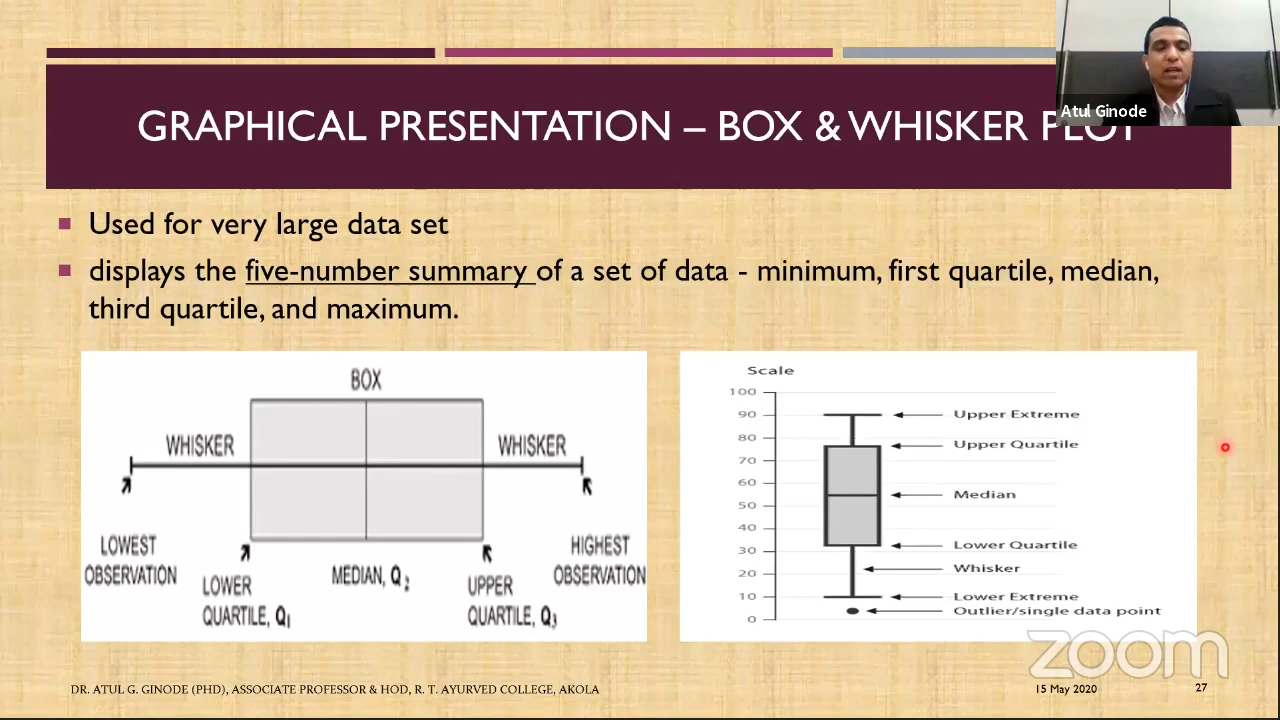 Atul Ginode
GRAPHICAL PRESENTATION – BOX & WHISKER PLOT
Used for very large data set
displays the five-number summary of a set of data - minimum, first quartile, median,
third quartile, and maximum.
BOX
WHISKER
WHISKER
LOWEST
OBSERVATION
LOWER
QUARTILE, Q1
MEDIAN, Q2
UPPER
QUARTILE, Q3
HIGHEST
OBSERVATION
Scale
100
90
80
70
60
50
40
30
20
10
0
Upper Extreme
Upper Quartile
Median
Lower Quartile
Whisker
Lower Extreme
Outlier/single data point
zoom
DR. ATUL G. GINODE (PHD), ASSOCIATE PROFESSOR & HOD, R. T. AYURVED COLLEGE, AKOLA
15 May 2020
27